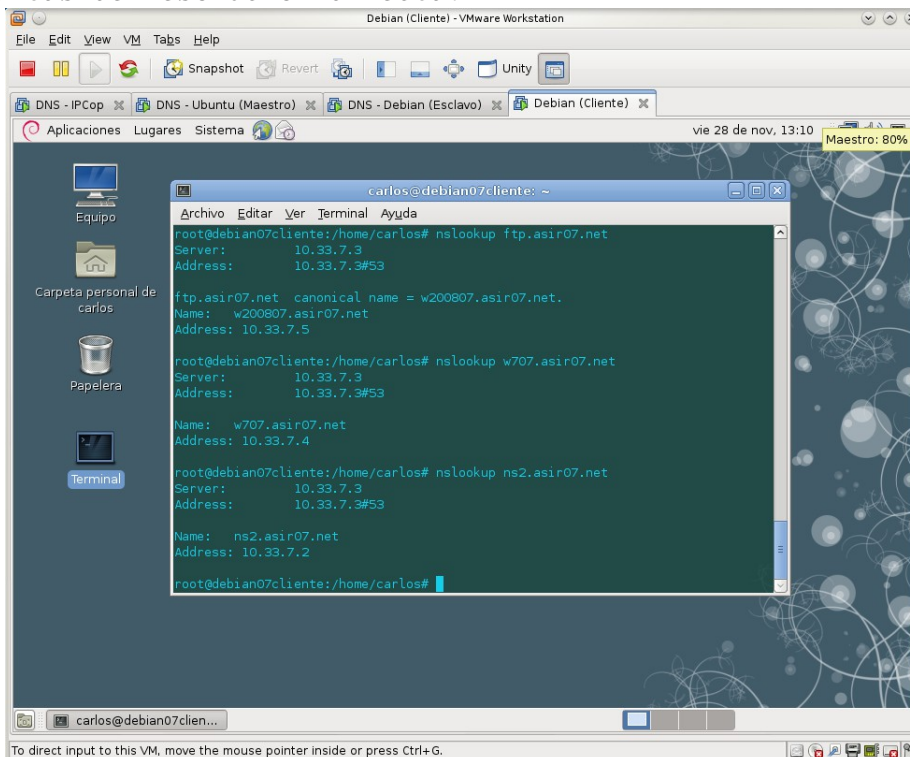 Debian (Cliente) - VMware Workstation
File Edit View VM Tabs Help
Snapshot Revert Unity
DNS - IPCop DNS - Ubuntu (Maestro) DNS - Debian (Esclavo) Debian (Cliente)
Aplicaciones Lugares Sistema vie 28 de nov, 13:10
Maestro: 80%
Equipo
Carpeta personal de
carlos
Papelera
Terminal
carlos@debian07cliente: ~
Archivo Editar Ver Terminal Ayuda
root@debian07cliente:/home/carlos# nslookup ftp.asir07.net
Server: 10.33.7.3
Address: 10.33.7.3#53
ftp.asir07.net canonical name = w200807.asir07.net.
Name: w200807.asir07.net
Address: 10.33.7.5
root@debian07cliente:/home/carlos# nslookup w707.asir07.net
Server: 10.33.7.3
Address: 10.33.7.3#53
Name: w707.asir07.net
Address: 10.33.7.4
root@debian07cliente:/home/carlos# nslookup ns2.asir07.net
Server: 10.33.7.3
Address: 10.33.7.3#53
Name: ns2.asir07.net
Address: 10.33.7.2
root@debian07cliente:/home/carlos#
carlos@debian07clien...
To direct input to this VM, move the mouse pointer inside or press Ctrl+G.